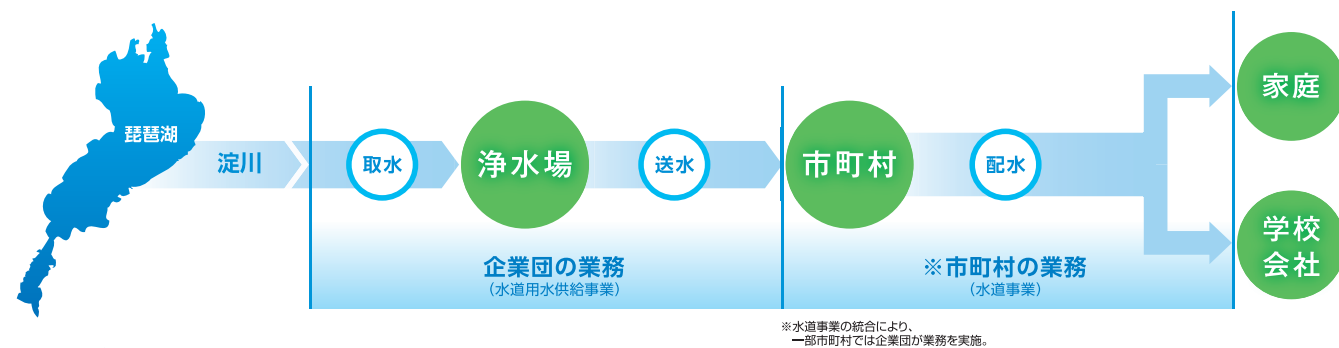 琵琶湖
淀川
取水
浄水場
送水
市町村
配水
家庭
学校
会社
企業団の業務
（水道用水供給事業）
※市町村の業務
（水道事業）
※水道事業の統合により、
一部市町村では企業団が業務を実施。